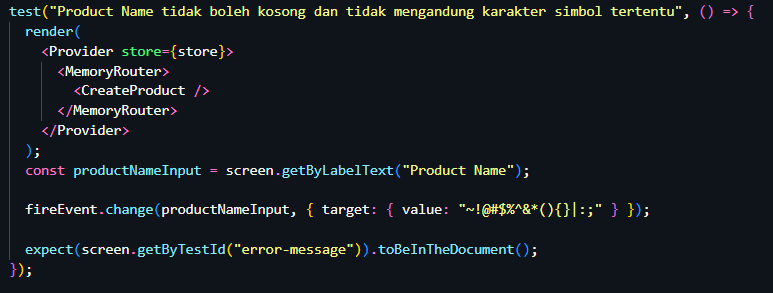 test("Product Name tidak boleh kosong dan tidak mengandung karakter simbol tertentu", () => {
  render(
    <Provider store={store}>
      <MemoryRouter>
        <CreateProduct />
      </MemoryRouter>
    </Provider>
  );
  const productNameInput = screen.getByLabelText("Product Name");

  fireEvent.change(productNameInput, { target: { value: "~!@#$%^&*(){}|:;" } });

  expect(screen.getByTestId("error-message")).toBeInTheDocument();
});